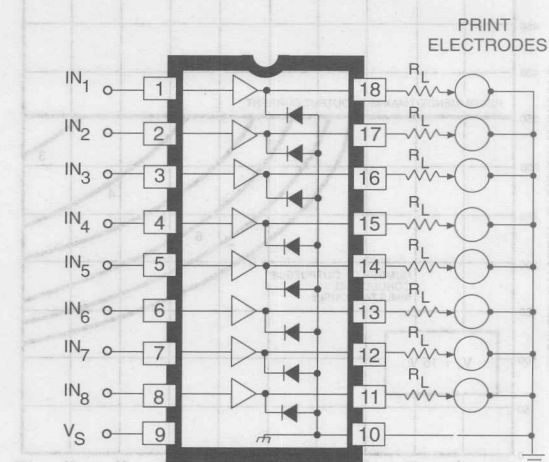 PRINT
ELECTRODES
IN1 1 18 RL
IN2 2 17 RL
IN3 3 16 RL
IN4 4 15 RL
IN5 5 14 RL
IN6 6 13 RL
IN7 7 12 RL
IN8 8 11 RL
VS 9 10